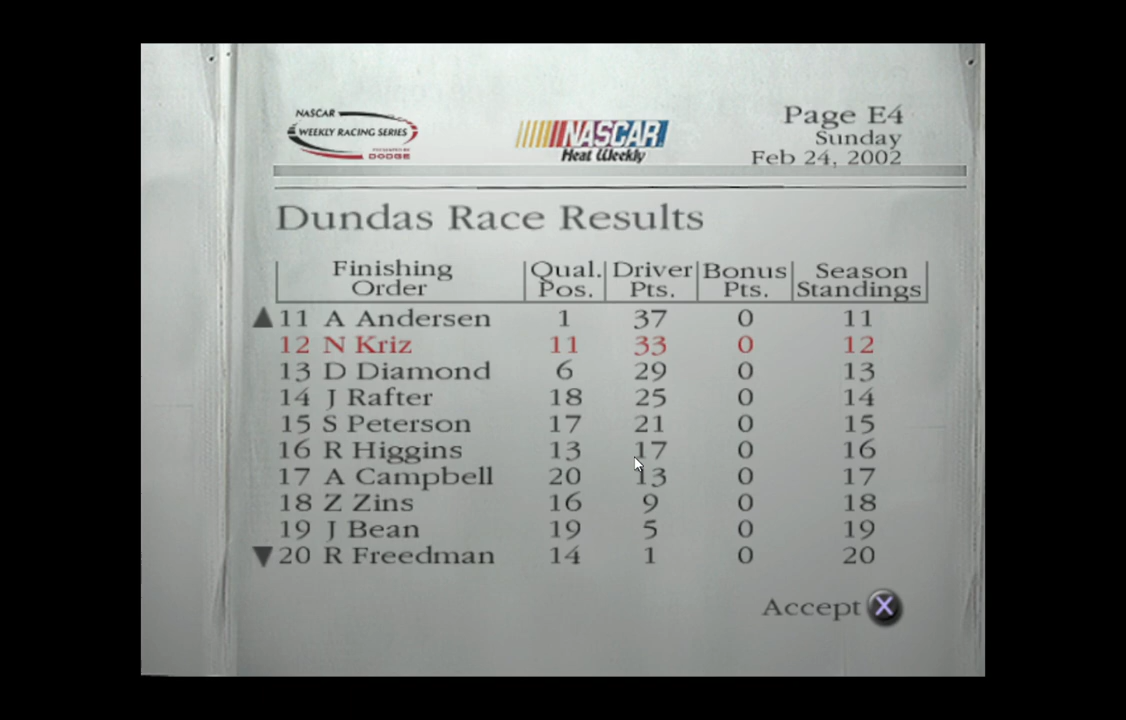 NASCAR
WEEKLY RACING SERIES
PRESENTED BY
DODGE
NASCAR
Heat Weekly
Page E4
Sunday
Feb 24, 2002
Dundas Race Results
Finishing Order Qual. Pos. Driver Pts. Bonus Pts. Season Standings
11 A Andersen 1 37 0 11
12 N Kriz 11 33 0 12
13 D Diamond 6 29 0 13
14 J Rafter 18 25 0 14
15 S Peterson 17 21 0 15
16 R Higgins 13 17 0 16
17 A Campbell 20 13 0 17
18 Z Zins 16 9 0 18
19 J Bean 19 5 0 19
20 R Freedman 14 1 0 20
Accept X